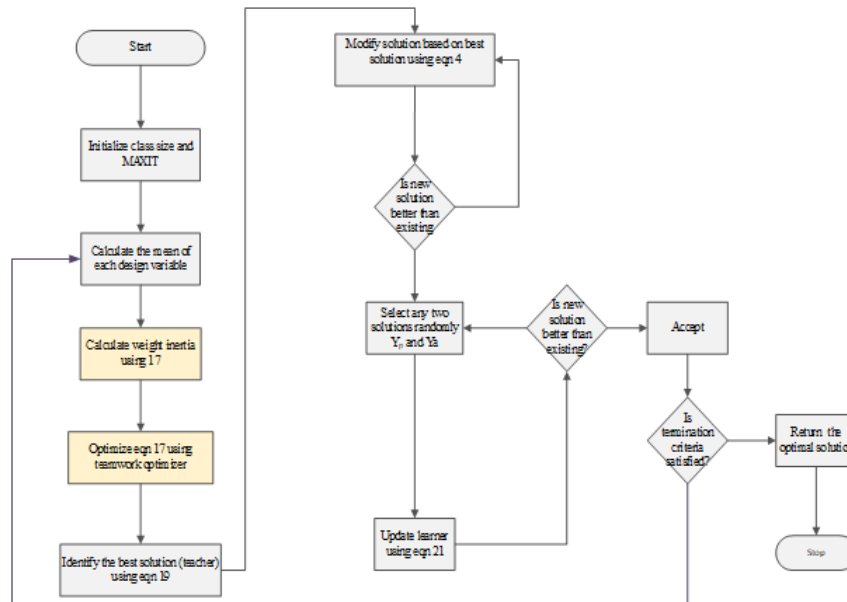 Start
Initialize class size and
MAXIT
Calculate the mean of
each design variable
Calculate weight inertia
using 17
Optimize eqn 17 using
teamwork optimizer
Identify the best solution (teacher)
using eqn 19
Modify solution based on best
solution using eqn 4
Is new
solution
better than
existing
Select any two
solutions randomly
Yₚ and Ya
Update learner
using eqn 21
Is new
solution
better than
existing?
Accept
Is
termination
criteria
satisfied?
Return the
optimal solution
Stop